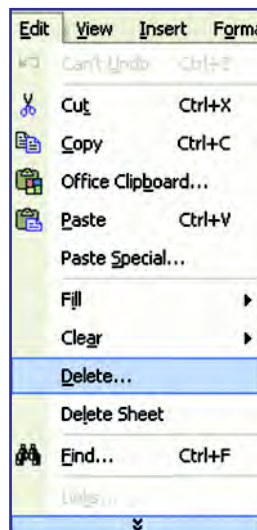 Edit View Insert Forma
Can't Undo Ctrl+Z
Cut Ctrl+X
Copy Ctrl+C
Office Clipboard...
Paste Ctrl+V
Paste Special...
Fill
Clear
Delete...
Delete Sheet
Find... Ctrl+F
Links...